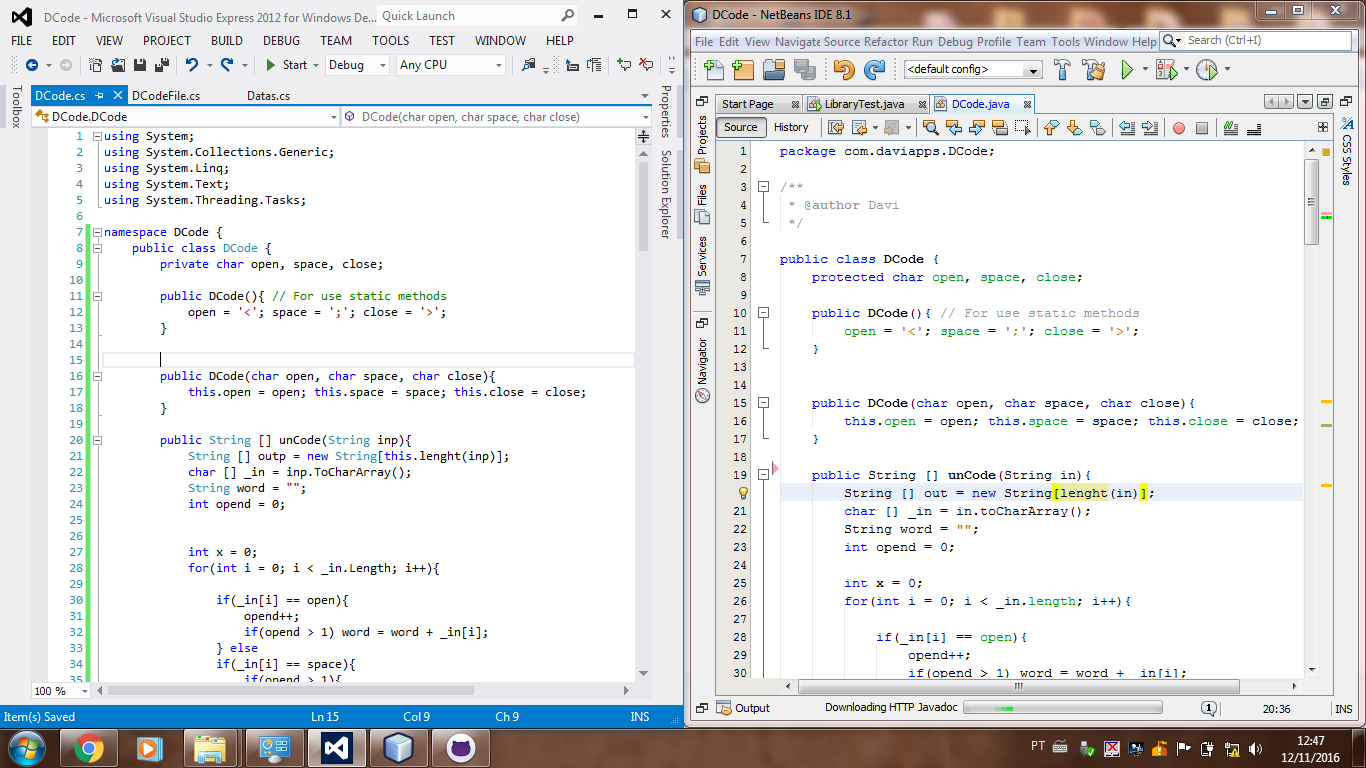 DCode - Microsoft Visual Studio Express 2012 for Windows De...
Quick Launch
FILE EDIT VIEW PROJECT BUILD DEBUG TEAM TOOLS TEST WINDOW HELP
Start Debug Any CPU
Toolbox
DCode.cs DCodeFile.cs Datas.cs
DCode.DCode DCode(char open, char space, char close)
1 using System;
2 using System.Collections.Generic;
3 using System.Linq;
4 using System.Text;
5 using System.Threading.Tasks;
6
7 namespace DCode {
8 public class DCode {
9 private char open, space, close;
10
11 public DCode(){ // For use static methods
12 open = '<'; space = ';'; close = '>';
13 }
14
15
16 public DCode(char open, char space, char close){
17 this.open = open; this.space = space; this.close = close;
18 }
19
20 public String [] unCode(String inp){
21 String [] outp = new String[this.lenght(inp)];
22 char [] _in = inp.ToCharArray();
23 String word = "";
24 int opend = 0;
25
26
27 int x = 0;
28 for(int i = 0; i < _in.Length; i++){
29
30 if(_in[i] == open){
31 opend++;
32 if(opend > 1) word = word + _in[i];
33 } else
34 if(_in[i] == space){
35 if(opend > 1){
100 %
Properties
Solution Explorer
Item(s) Saved Ln 15 Col 9 Ch 9 INS
DCode - NetBeans IDE 8.1
File Edit View Navigate Source Refactor Run Debug Profile Team Tools Window Help Search (Ctrl+I)
<default config>
Projects
Files
Services
Navigator
Start Page LibraryTest.java DCode.java
Source History
1 package com.daviapps.DCode;
2
3 /**
4 * @author Davi
5 */
6
7 public class DCode {
8 protected char open, space, close;
9
10 public DCode(){ // For use static methods
11 open = '<'; space = ';'; close = '>';
12 }
13
14
15 public DCode(char open, char space, char close){
16 this.open = open; this.space = space; this.close = close;
17 }
18
19 public String [] unCode(String in){
String [] out = new String[lenght(in)];
21 char [] _in = in.toCharArray();
22 String word = "";
23 int opend = 0;
24
25 int x = 0;
26 for(int i = 0; i < _in.length; i++){
27
28 if(_in[i] == open){
29 opend++;
30 if(opend > 1) word = word + _in[i];
CSS Styles
Output Downloading HTTP Javadoc 1 20:36 INS
PT 12:47
12/11/2016